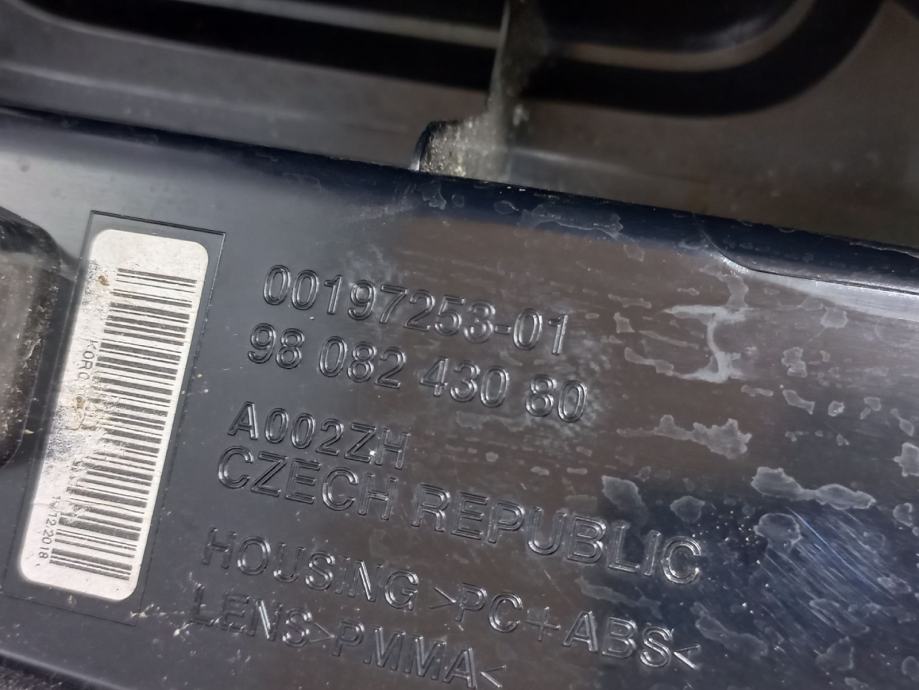 00197253-01
98 082 430 80
A002ZH
CZECH REPUBLIC
HOUSING >PC+ABS<
LENS>PMMA<